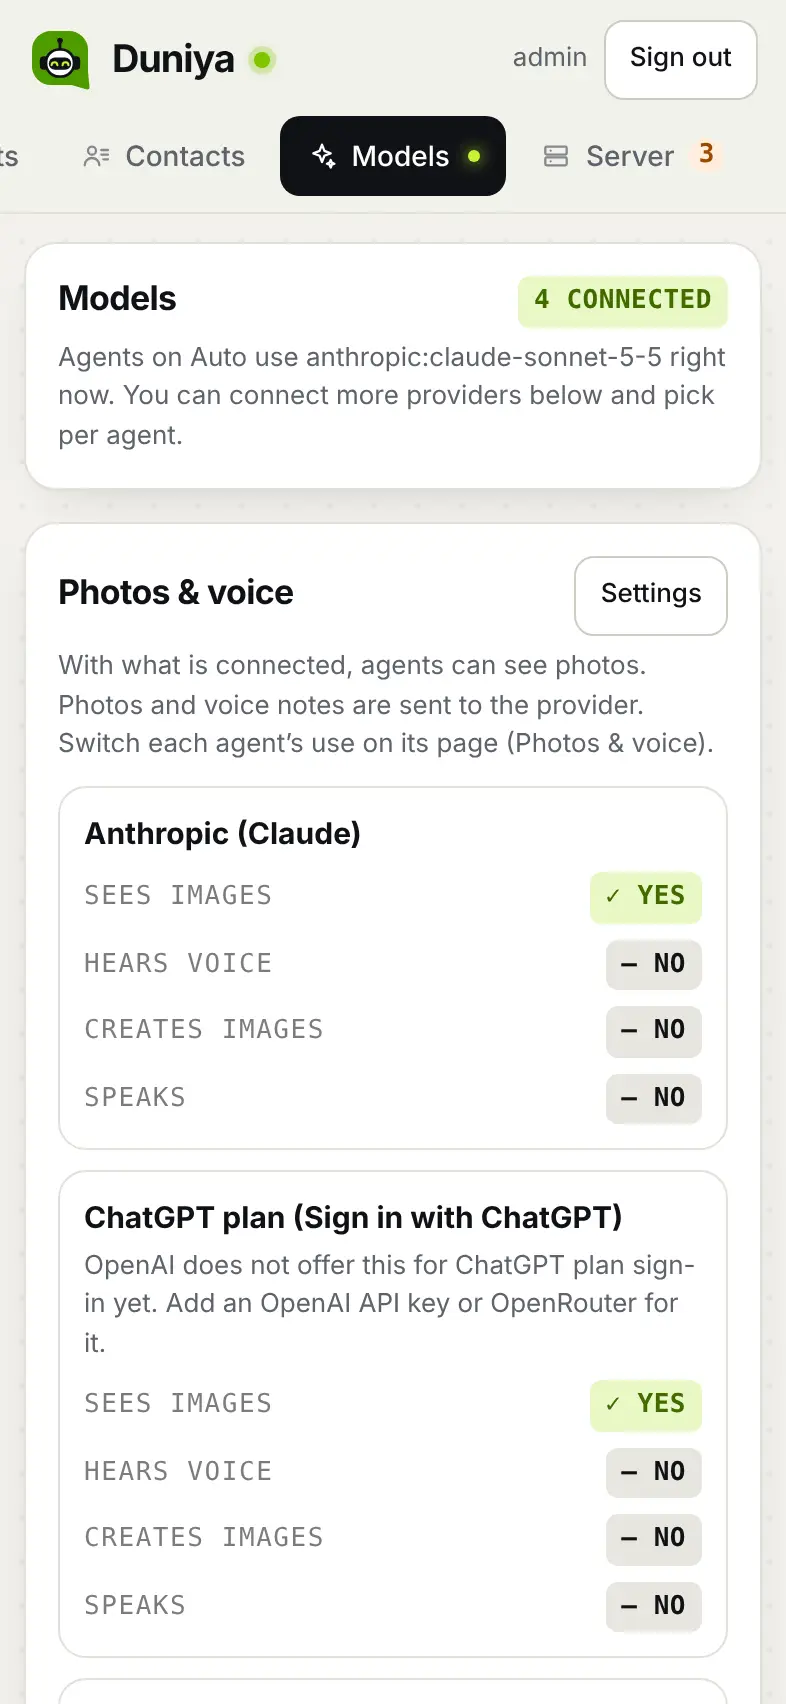 Duniya
admin
Sign out
ts
Contacts
Models
Server 3
Models
4 CONNECTED
Agents on Auto use anthropic:claude-sonnet-5-5 right
now. You can connect more providers below and pick
per agent.
Photos & voice
Settings
With what is connected, agents can see photos.
Photos and voice notes are sent to the provider.
Switch each agent’s use on its page (Photos & voice).
Anthropic (Claude)
SEES IMAGES ✓ YES
HEARS VOICE – NO
CREATES IMAGES – NO
SPEAKS – NO
ChatGPT plan (Sign in with ChatGPT)
OpenAI does not offer this for ChatGPT plan sign-
in yet. Add an OpenAI API key or OpenRouter for
it.
SEES IMAGES ✓ YES
HEARS VOICE – NO
CREATES IMAGES – NO
SPEAKS – NO